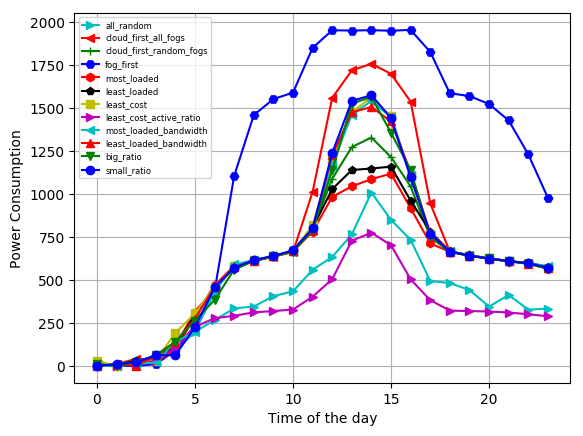 2000
1750
1500
1250
1000
750
500
250
0
Power Consumption
all_random
cloud_first_all_fogs
cloud_first_random_fogs
fog_first
most_loaded
least_loaded
least_cost
least_cost_active_ratio
most_loaded_bandwidth
least_loaded_bandwidth
big_ratio
small_ratio
0 5 10 15 20
Time of the day